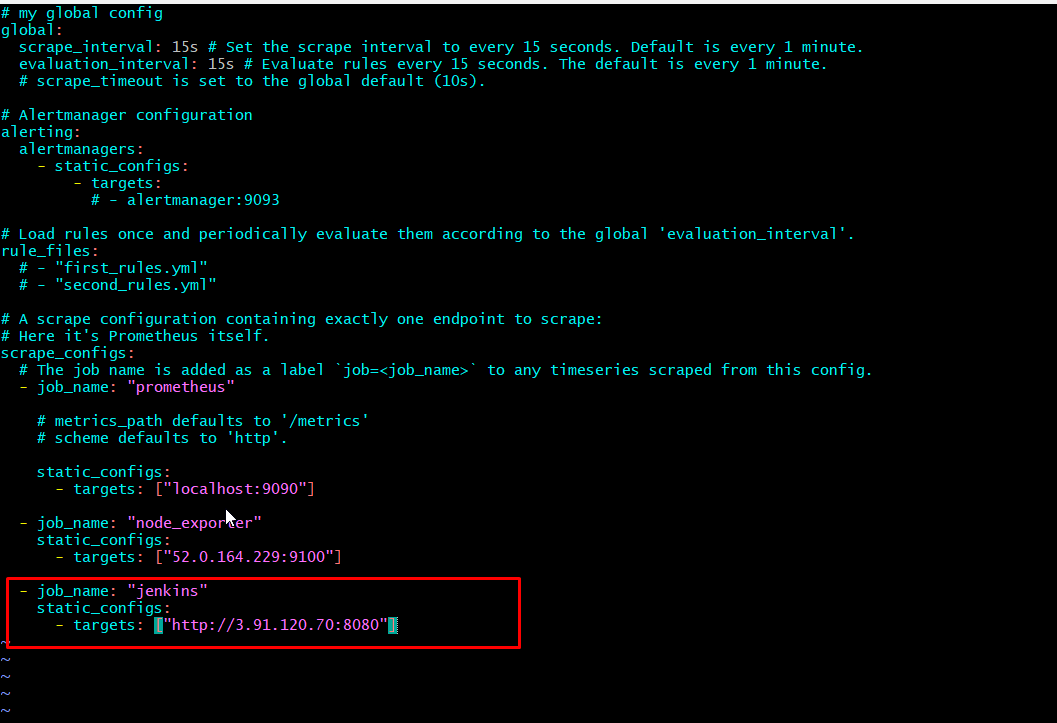 # my global config
global:
  scrape_interval: 15s # Set the scrape interval to every 15 seconds. Default is every 1 minute.
  evaluation_interval: 15s # Evaluate rules every 15 seconds. The default is every 1 minute.
  # scrape_timeout is set to the global default (10s).

# Alertmanager configuration
alerting:
  alertmanagers:
    - static_configs:
        - targets:
          # - alertmanager:9093

# Load rules once and periodically evaluate them according to the global 'evaluation_interval'.
rule_files:
  # - "first_rules.yml"
  # - "second_rules.yml"

# A scrape configuration containing exactly one endpoint to scrape:
# Here it's Prometheus itself.
scrape_configs:
  # The job name is added as a label `job=<job_name>` to any timeseries scraped from this config.
  - job_name: "prometheus"

    # metrics_path defaults to '/metrics'
    # scheme defaults to 'http'.

    static_configs:
      - targets: ["localhost:9090"]

  - job_name: "node_exporter"
    static_configs:
      - targets: ["52.0.164.229:9100"]

  - job_name: "jenkins"
    static_configs:
      - targets: ["http://3.91.120.70:8080"]
~
~
~
~
~